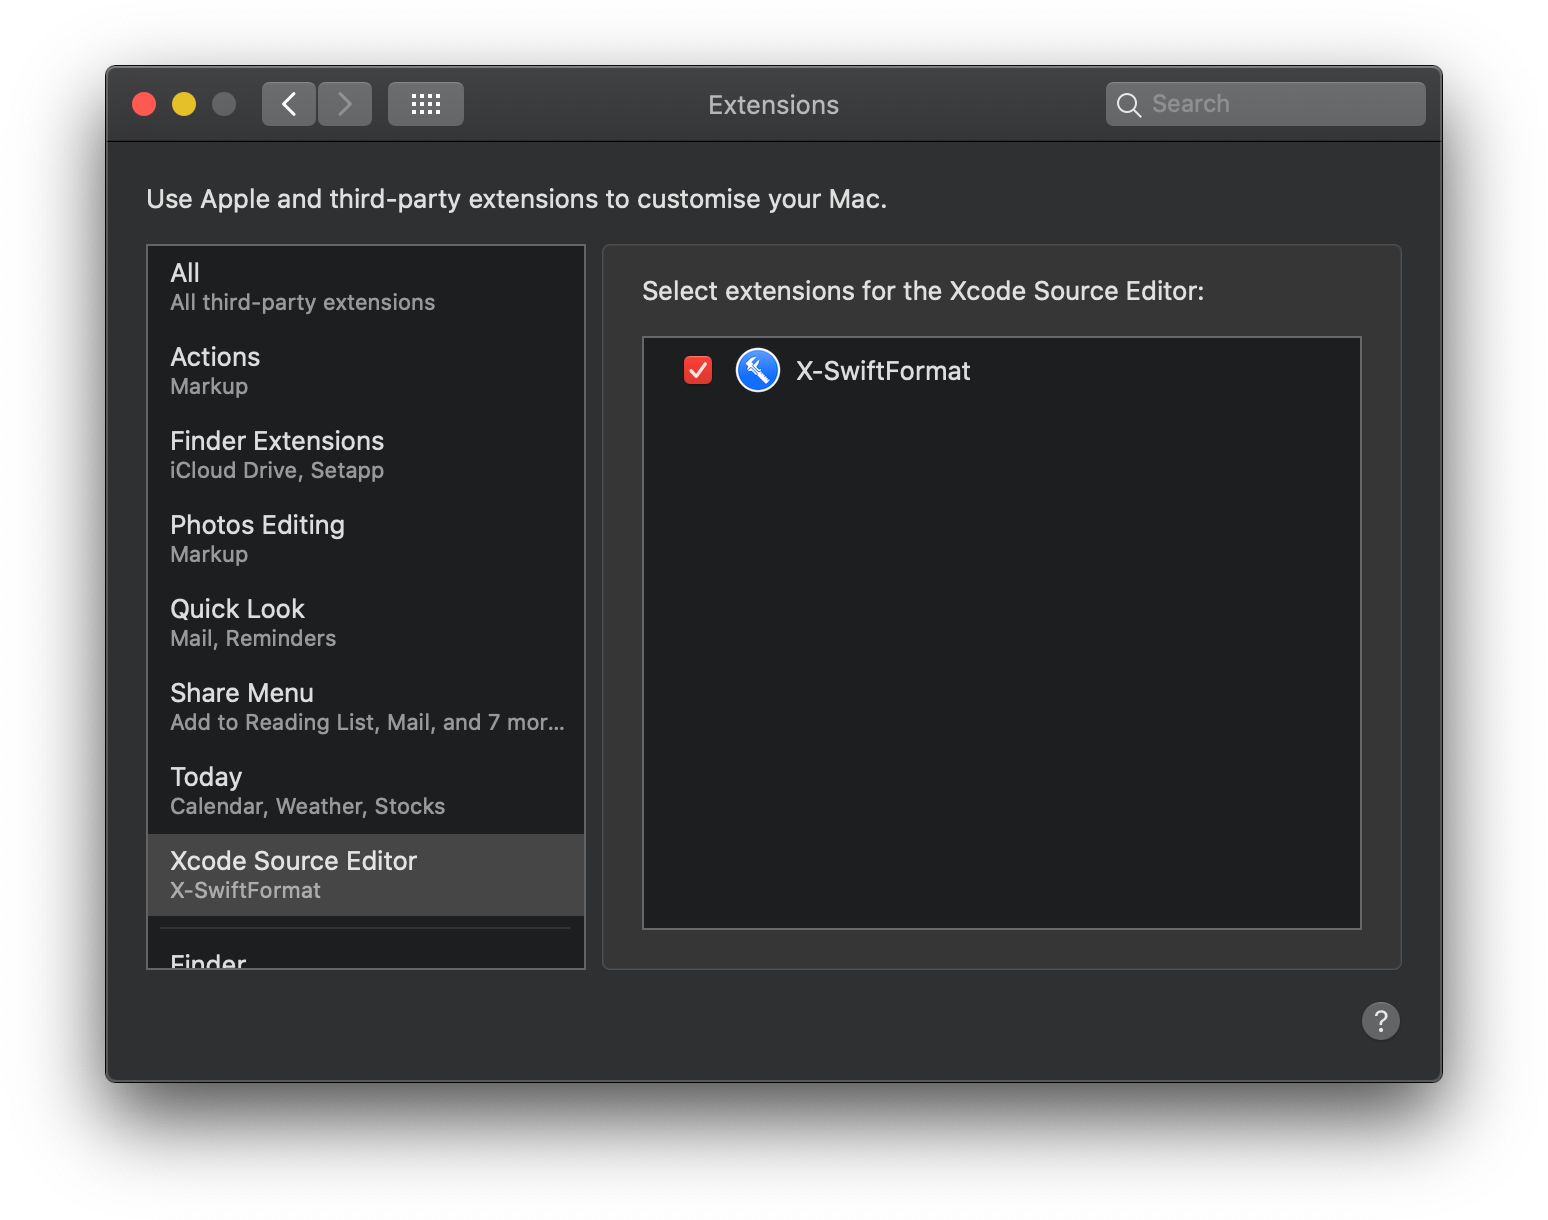 Extensions
Search
Use Apple and third-party extensions to customise your Mac.
All
All third-party extensions
Actions
Markup
Finder Extensions
iCloud Drive, Setapp
Photos Editing
Markup
Quick Look
Mail, Reminders
Share Menu
Add to Reading List, Mail, and 7 mor...
Today
Calendar, Weather, Stocks
Xcode Source Editor
X-SwiftFormat
Finder
Select extensions for the Xcode Source Editor:
X-SwiftFormat
?